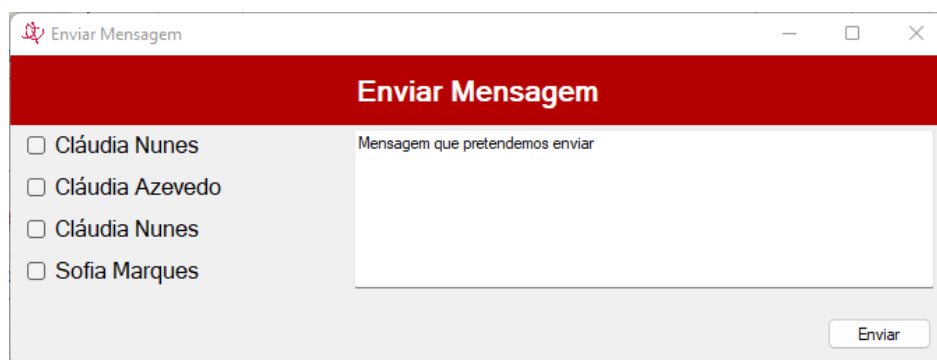 Enviar Mensagem
Enviar Mensagem
Cláudia Nunes
Cláudia Azevedo
Cláudia Nunes
Sofia Marques
Mensagem que pretendemos enviar
Enviar